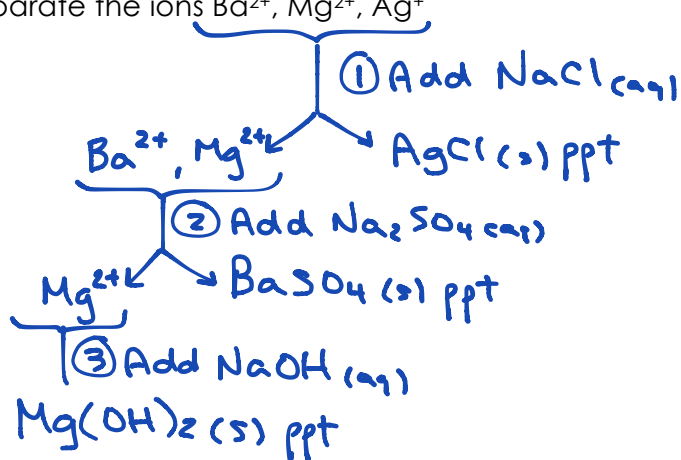 parate the ions Ba²⁺, Mg²⁺, Ag⁺
① Add NaCl (aq)
Ba²⁺, Mg²⁺ AgCl (s) ppt
② Add Na₂SO₄ (aq)
Mg²⁺ BaSO₄ (s) ppt
③ Add NaOH (aq)
Mg(OH)₂ (s) ppt